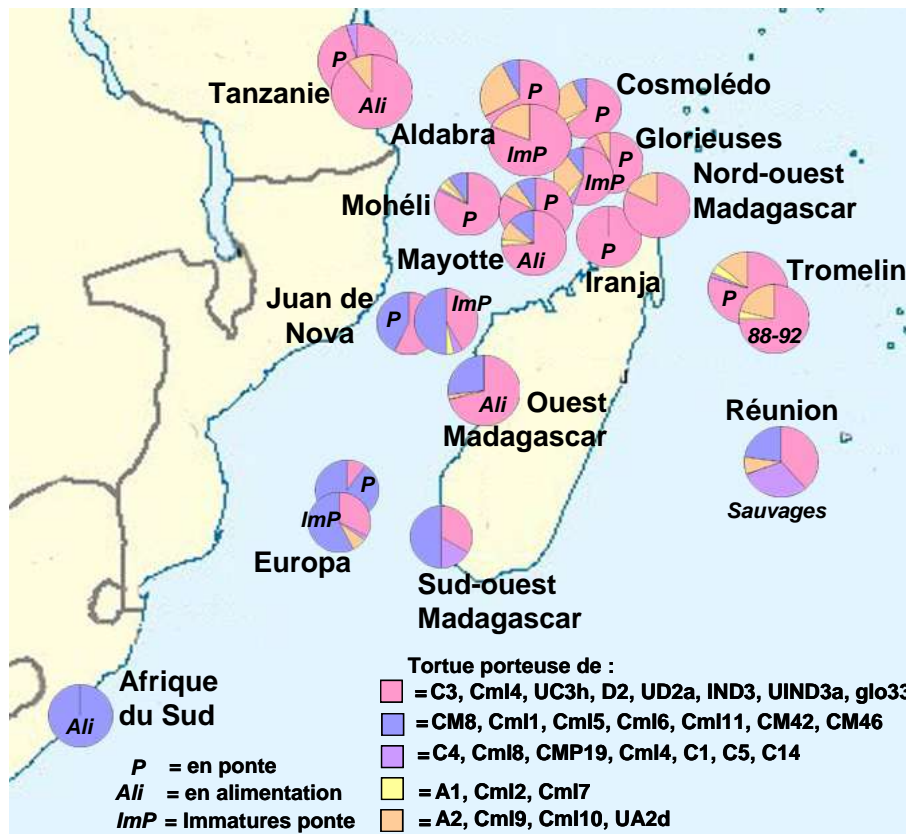 P
Tanzanie
Ali
P
Cosmolédo
P
Aldabra
ImP
Glorieuses
P
ImP
Nord-ouest
Madagascar
Mohéli
P
P
Mayotte
Ali
P
Iranja
Tromelin
P
88-92
Juan de
Nova
P
ImP
Ali
Ouest
Madagascar
Réunion
Sauvages
P
ImP
Europa
Sud-ouest
Madagascar
Afrique
du Sud
Ali
Tortue porteuse de :
=C3, CmI4, UC3h, D2, UD2a, IND3, UIND3a, glo33
=CM8, CmI1, CmI5, CmI6, CmI11, CM42, CM46
=C4, CmI8, CMP19, CmI4, C1, C5, C14
=A1, CmI2, CmI7
=A2, CmI9, CmI10, UA2d
P = en ponte
Ali = en alimentation
ImP = Immatures ponte